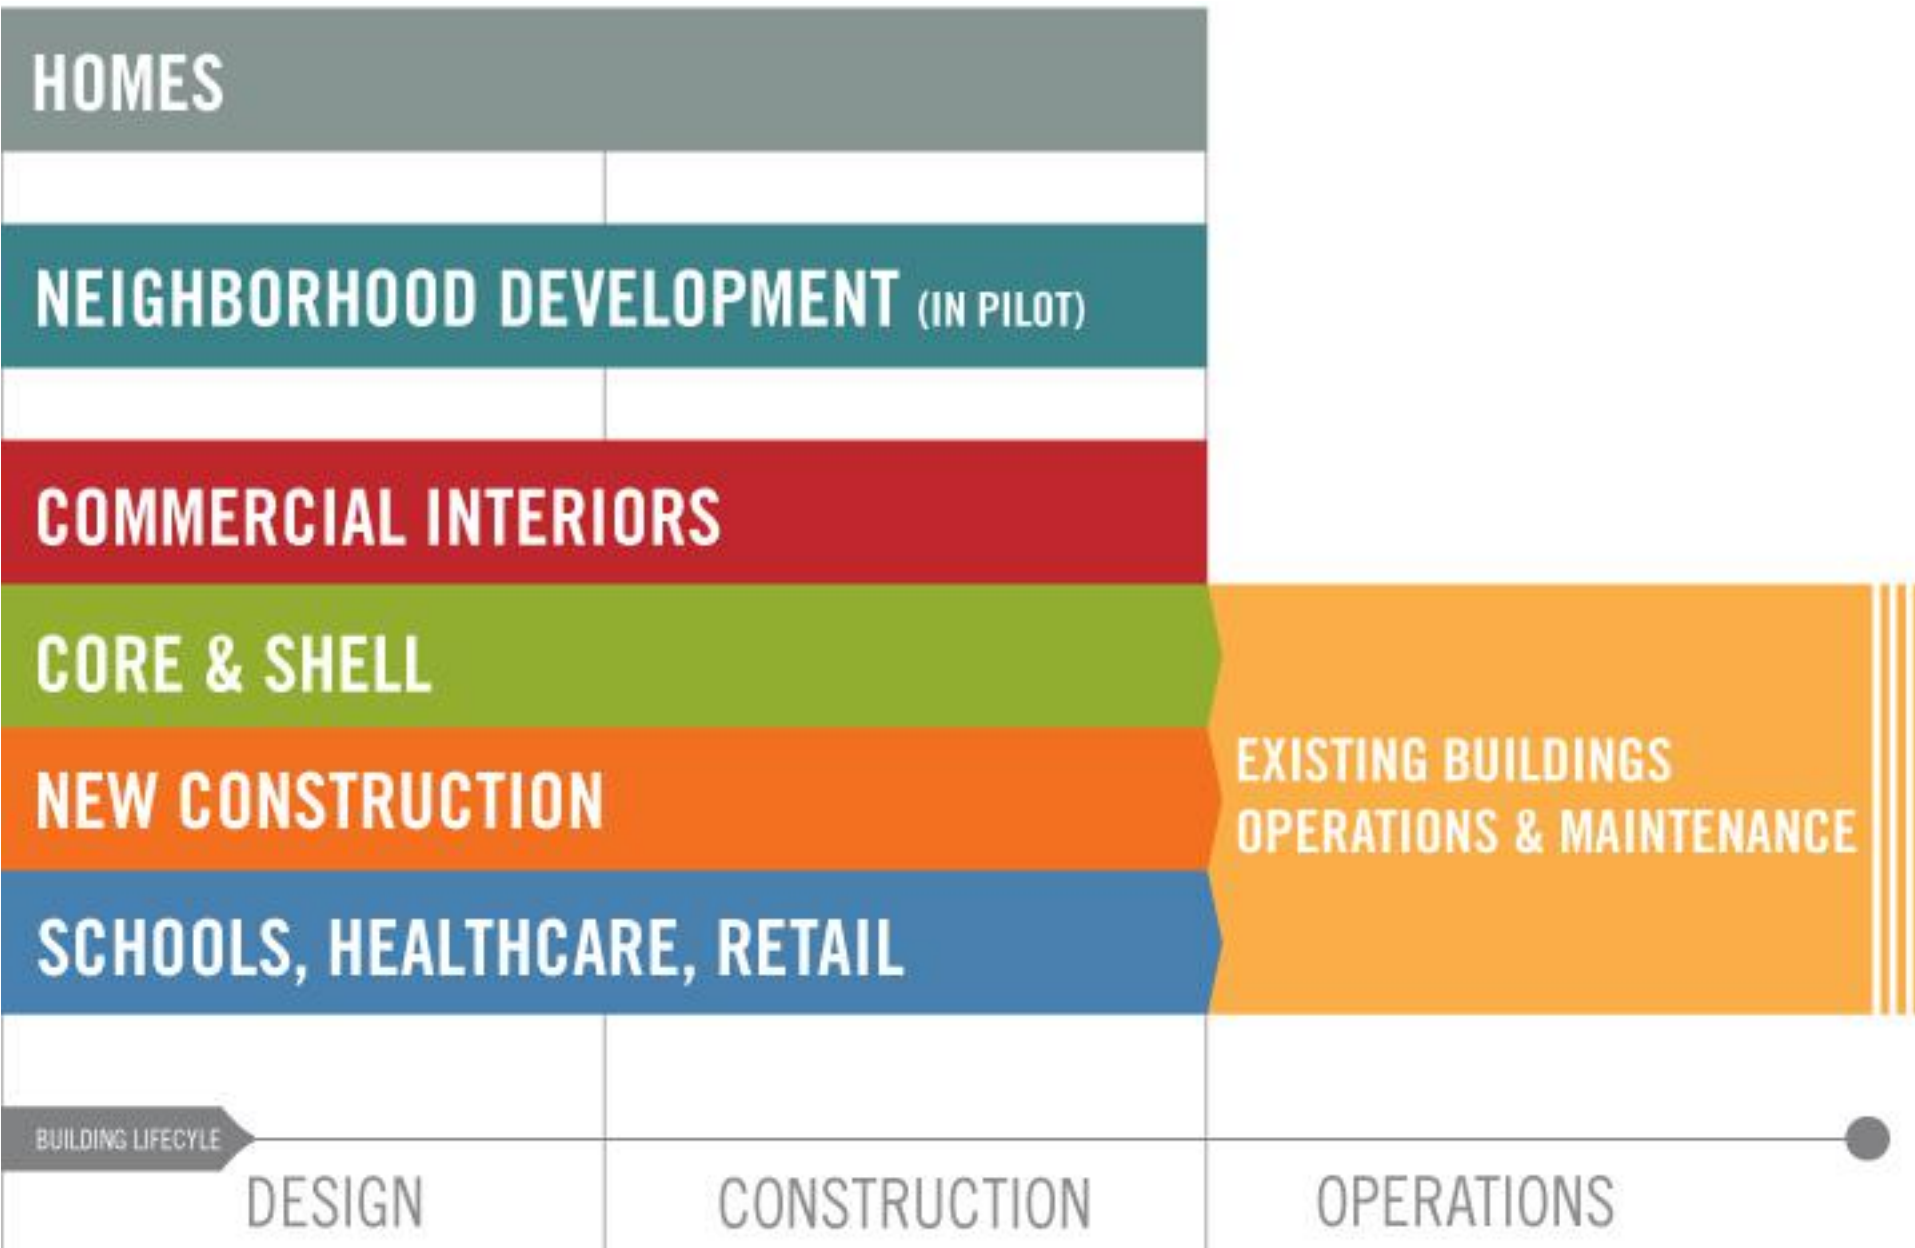 HOMES
NEIGHBORHOOD DEVELOPMENT (IN PILOT)
COMMERCIAL INTERIORS
CORE & SHELL
NEW CONSTRUCTION
SCHOOLS, HEALTHCARE, RETAIL
EXISTING BUILDINGS
OPERATIONS & MAINTENANCE
BUILDING LIFECYLE
DESIGN
CONSTRUCTION
OPERATIONS